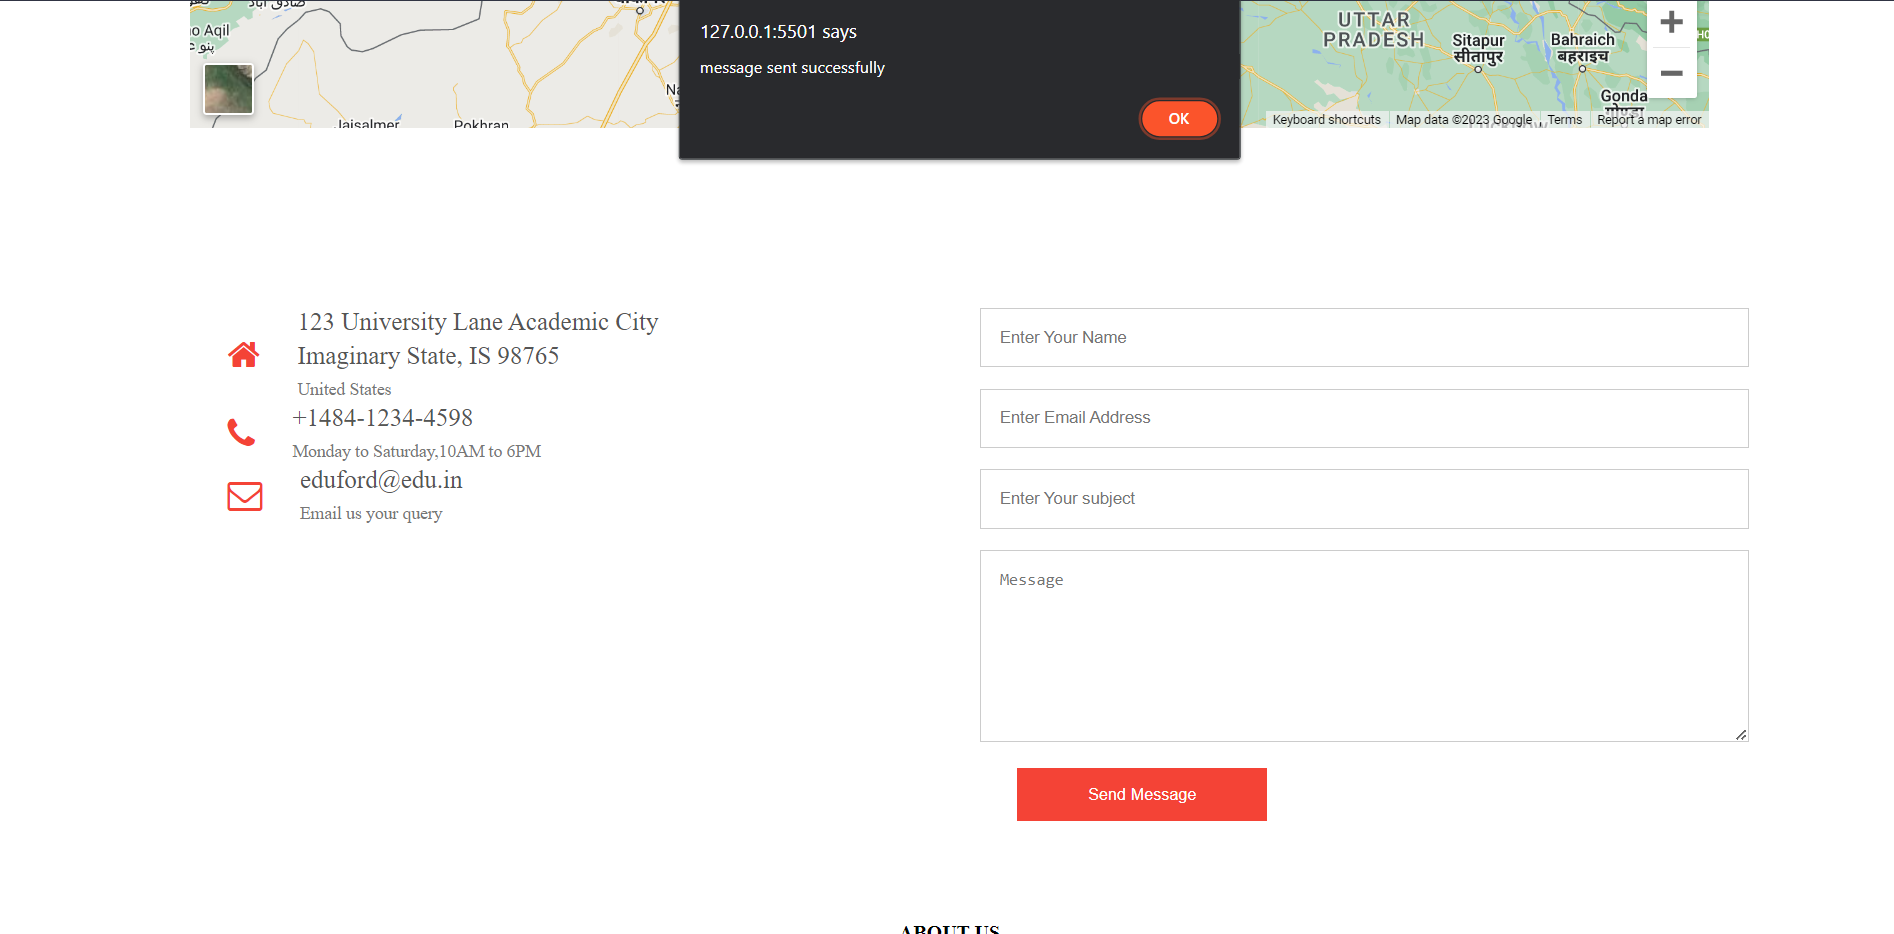 127.0.0.1:5501 says
message sent successfully
OK
UTTAR
PRADESH
Sitapur
सीतापुर
Bahraich
बहराइच
Gonda
Aqil
Jaisalmer
Pokhran
Keyboard shortcuts
Map data ©2023 Google
Terms
Report a map error
123 University Lane Academic City
Imaginary State, IS 98765
United States
+1484-1234-4598
Monday to Saturday,10AM to 6PM
eduford@edu.in
Email us your query
Enter Your Name
Enter Email Address
Enter Your subject
Message
Send Message
ABOUT US